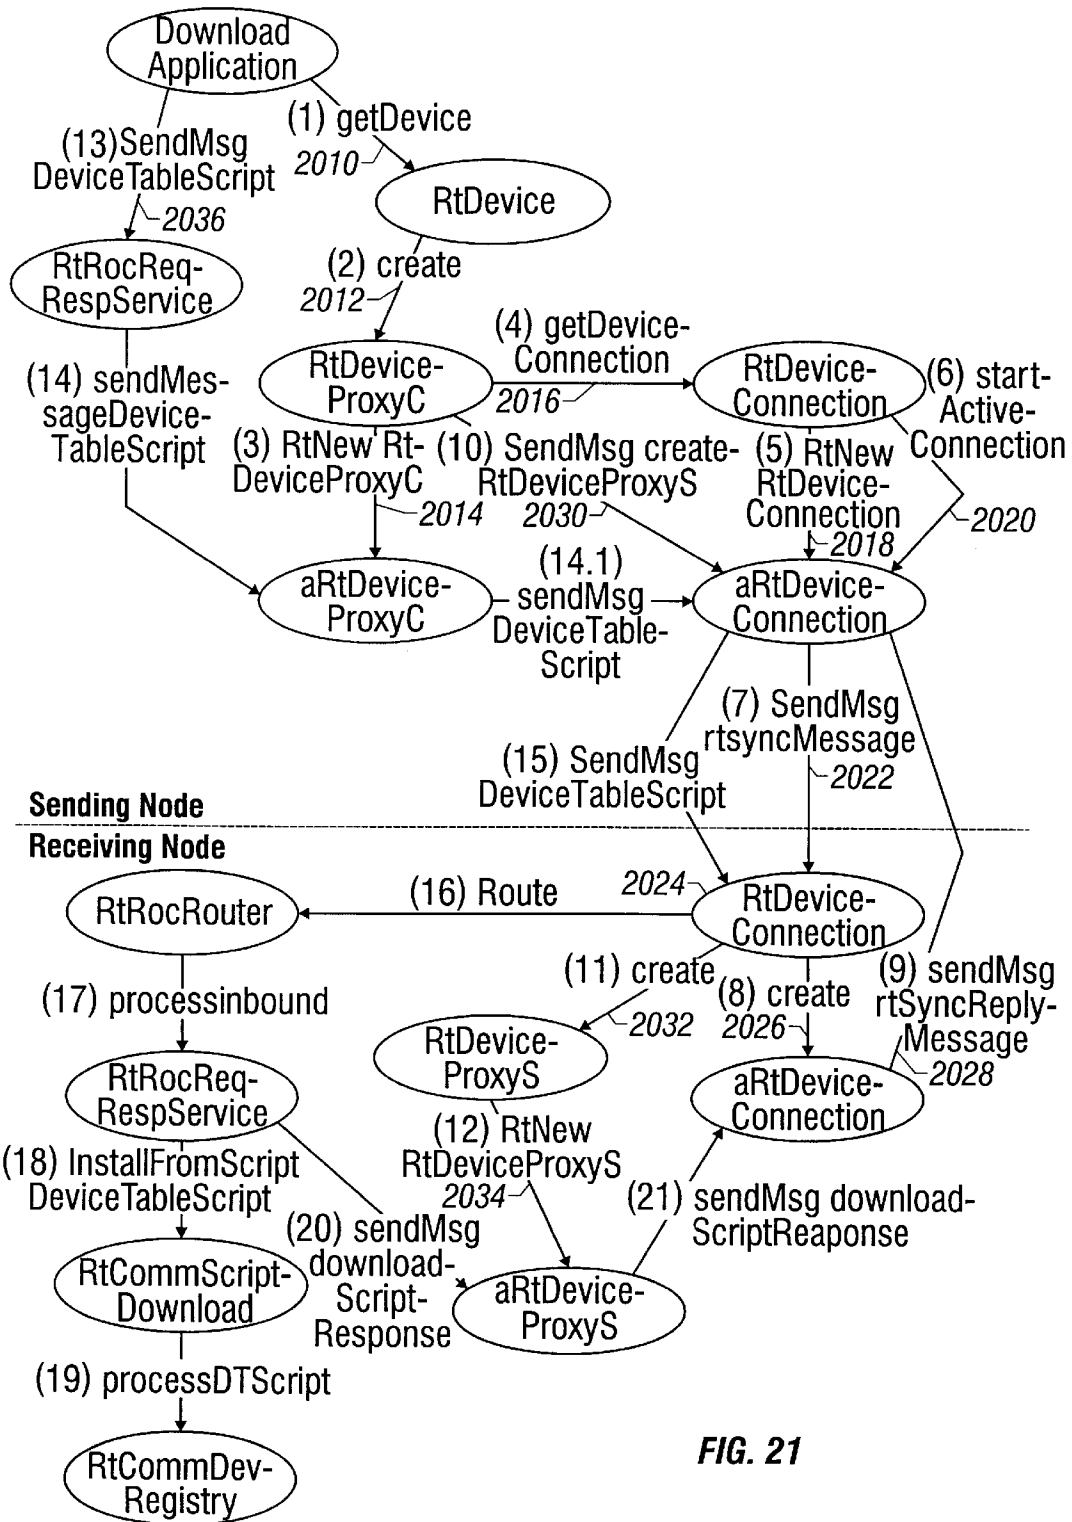 Download
Application
(1) getDevice
2010
(13)SendMsg
DeviceTableScript
2036
RtDevice
RtRocReq-
RespService
(2) create
2012
(4) getDevice-
Connection
2016
RtDevice-
ProxyC
RtDevice-
Connection
(6) start-
Active-
Connection
2020
(14) sendMes-
sageDevice-
TableScript
(3) RtNew Rt-
DeviceProxyC
2014
(10) SendMsg create-
RtDeviceProxyS
2030
(5) RtNew
RtDevice-
Connection
2018
aRtDevice-
ProxyC
(14.1)
sendMsg
DeviceTable-
Script
aRtDevice-
Connection
(7) SendMsg
rtsyncMessage
2022
(15) SendMsg
DeviceTableScript
Sending Node
Receiving Node
RtRocRouter
(16) Route
2024
RtDevice-
Connection
(17) processinbound
(11) create
2032
(8) create
2026
(9) sendMsg
rtSyncReply-
Message
2028
RtDevice-
ProxyS
RtRocReq-
RespService
aRtDevice-
Connection
(12) RtNew
RtDeviceProxyS
2034
(18) InstallFromScript
DeviceTableScript
(20) sendMsg
download-
Script-
Response
(21) sendMsg download-
ScriptReaponse
RtCommScript-
Download
aRtDevice-
ProxyS
(19) processDTScript
RtCommDev-
Registry
FIG. 21